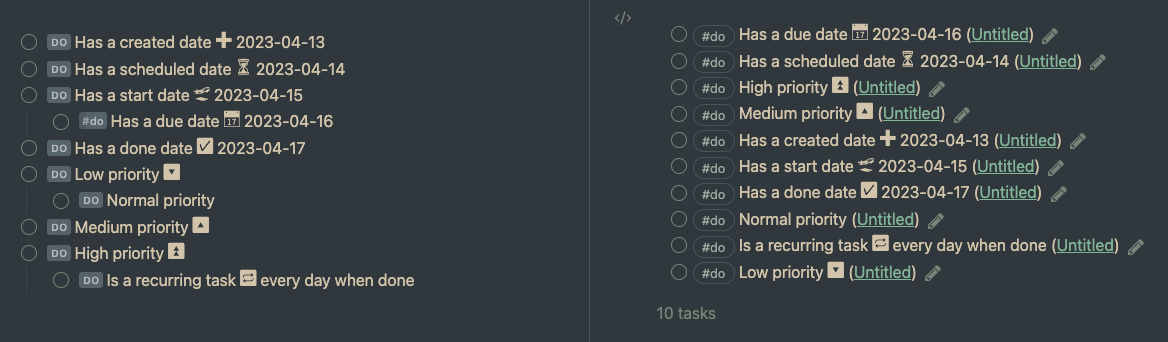 DO Has a created date ➕ 2023-04-13
DO Has a scheduled date ⏳ 2023-04-14
DO Has a start date 🛫 2023-04-15
#do Has a due date 📅 2023-04-16
DO Has a done date ✅ 2023-04-17
DO Low priority 🔽
DO Normal priority
DO Medium priority 🔼
DO High priority ⏫
DO Is a recurring task 🔁 every day when done
</>
#do Has a due date 📅 2023-04-16 (Untitled)
#do Has a scheduled date ⏳ 2023-04-14 (Untitled)
#do High priority ⏫ (Untitled)
#do Medium priority 🔼 (Untitled)
#do Has a created date ➕ 2023-04-13 (Untitled)
#do Has a start date 🛫 2023-04-15 (Untitled)
#do Has a done date ✅ 2023-04-17 (Untitled)
#do Normal priority (Untitled)
#do Is a recurring task 🔁 every day when done (Untitled)
#do Low priority 🔽 (Untitled)
10 tasks